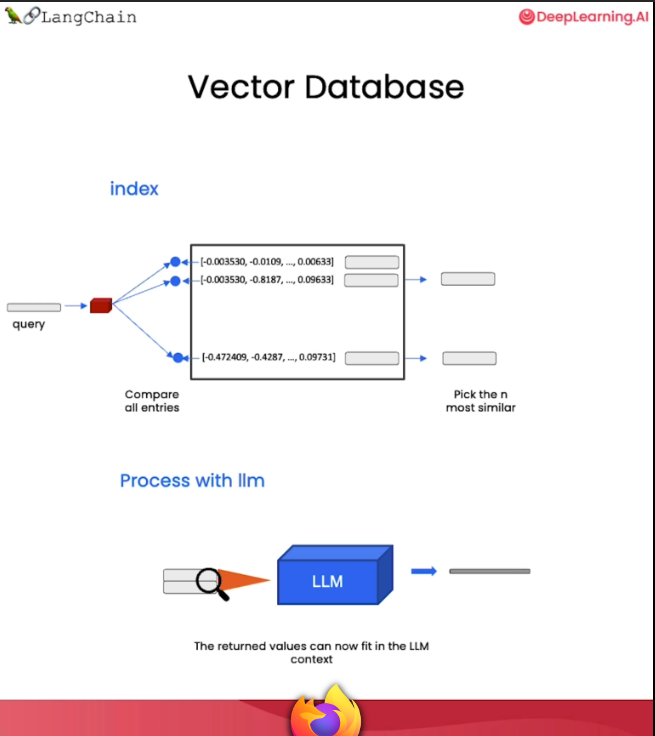 LangChain
DeepLearning.AI
Vector Database
index
[-0.003530, -0.0109, ..., 0.00633]
[-0.003530, -0.8187, ..., 0.09633]
query
[-0.472409, -0.4287, ..., 0.09731]
Compare
all entries
Pick the n
most similar
Process with llm
LLM
The returned values can now fit in the LLM
context